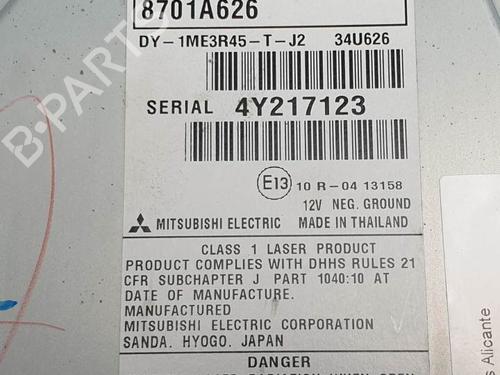 8701A626
DY-1ME3R45-T-J2 34U626
SERIAL 4Y217123
E13 10 R-04 13158
12V NEG. GROUND
MITSUBISHI ELECTRIC MADE IN THAILAND
CLASS 1 LASER PRODUCT
PRODUCT COMPLIES WITH DHHS RULES 21
CFR SUBCHAPTER J PART 1040:10 AT
DATE OF MANUFACTURE.
MANUFACTURED
MITSUBISHI ELECTRIC CORPORATION
SANDA. HYOGO. JAPAN
DANGER
B-PARTS
Alicante